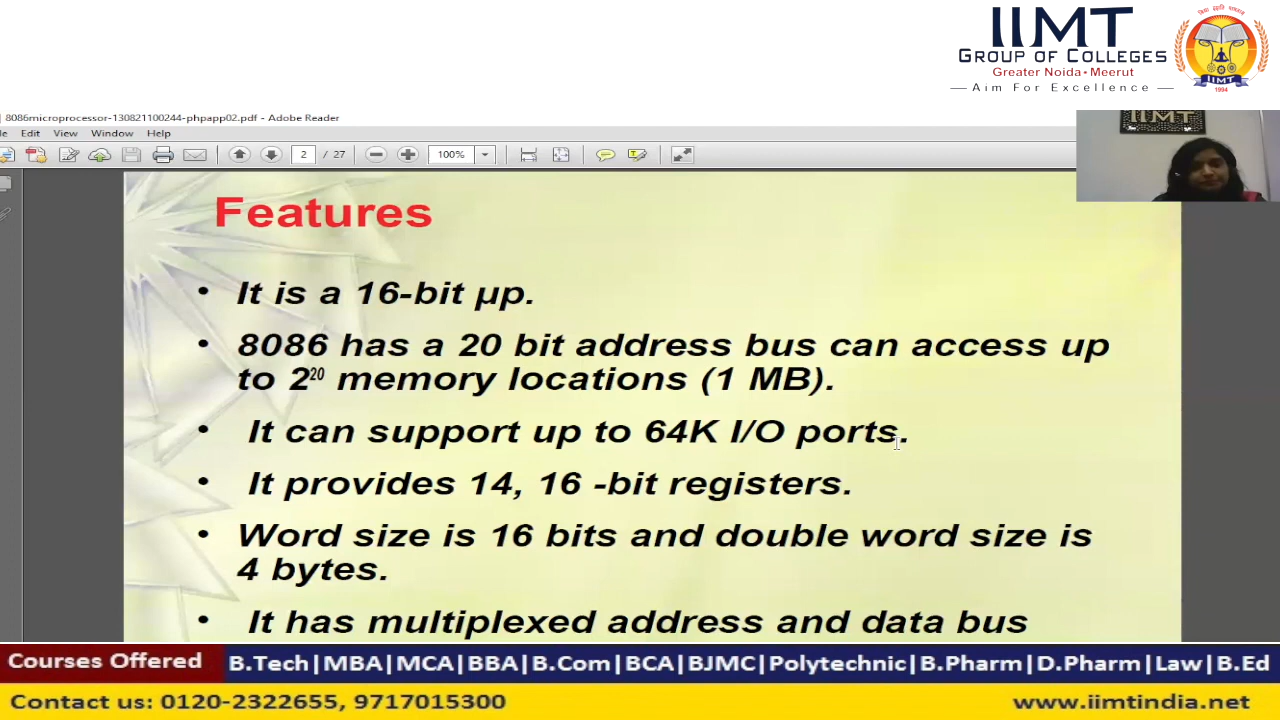 IIMT
GROUP OF COLLEGES
Greater Noida • Meerut
— Aim For Excellence —
IIMT
1994
8086microprocessor-130821100244-phpapp02.pdf - Adobe Reader
le Edit View Window Help
2 / 27 100%
IIMT
Features
• It is a 16-bit µp.
• 8086 has a 20 bit address bus can access up
to 2²⁰ memory locations (1 MB).
• It can support up to 64K I/O ports.
• It provides 14, 16 -bit registers.
• Word size is 16 bits and double word size is
4 bytes.
• It has multiplexed address and data bus
Courses Offered B.Tech|MBA|MCA|BBA|B.Com|BCA|BJMC|Polytechnic|B.Pharm|D.Pharm|Law|B.Ed
Contact us: 0120-2322655, 9717015300 www.iimtindia.net